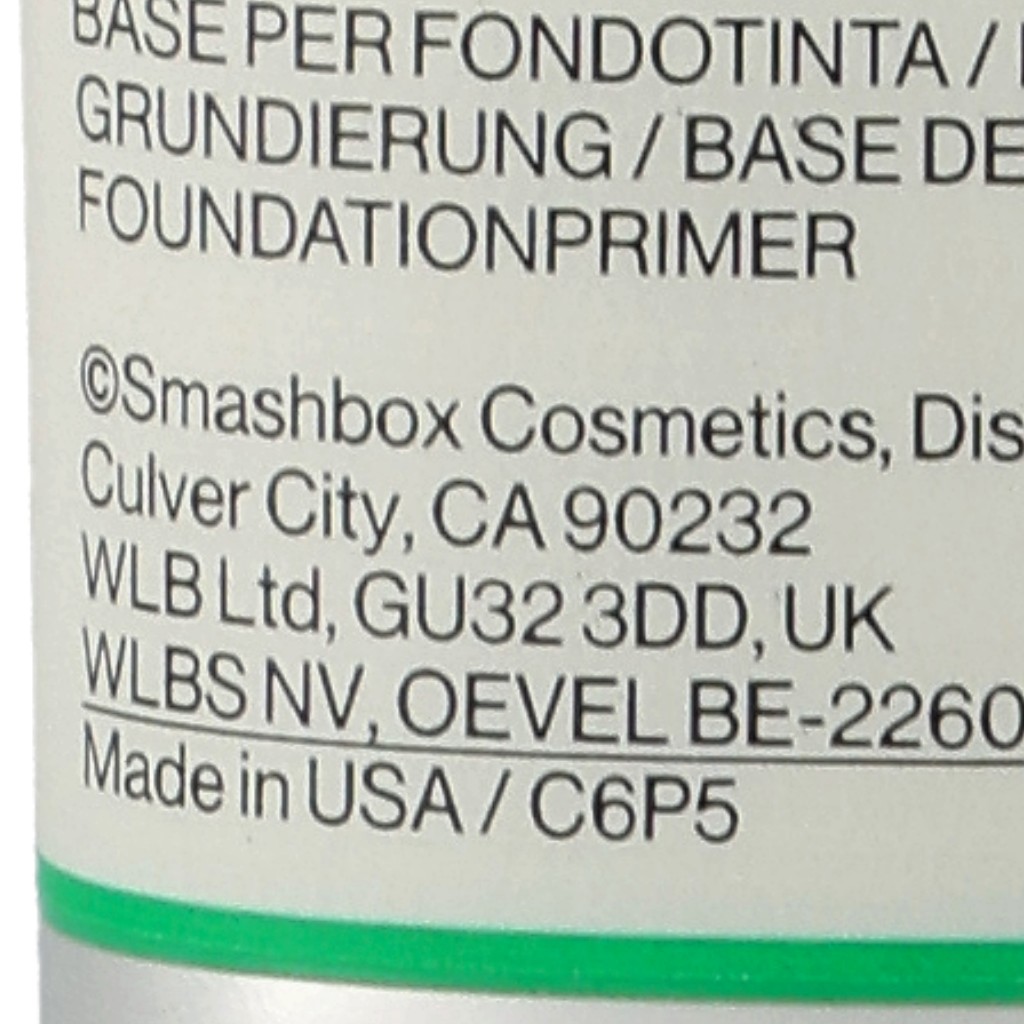 BASE PER FONDOTINTA /
GRUNDIERUNG / BASE DE
FOUNDATIONPRIMER
©Smashbox Cosmetics, Dis
Culver City, CA 90232
WLB Ltd, GU32 3DD, UK
WLBS NV, OEVEL BE-2260
Made in USA / C6P5